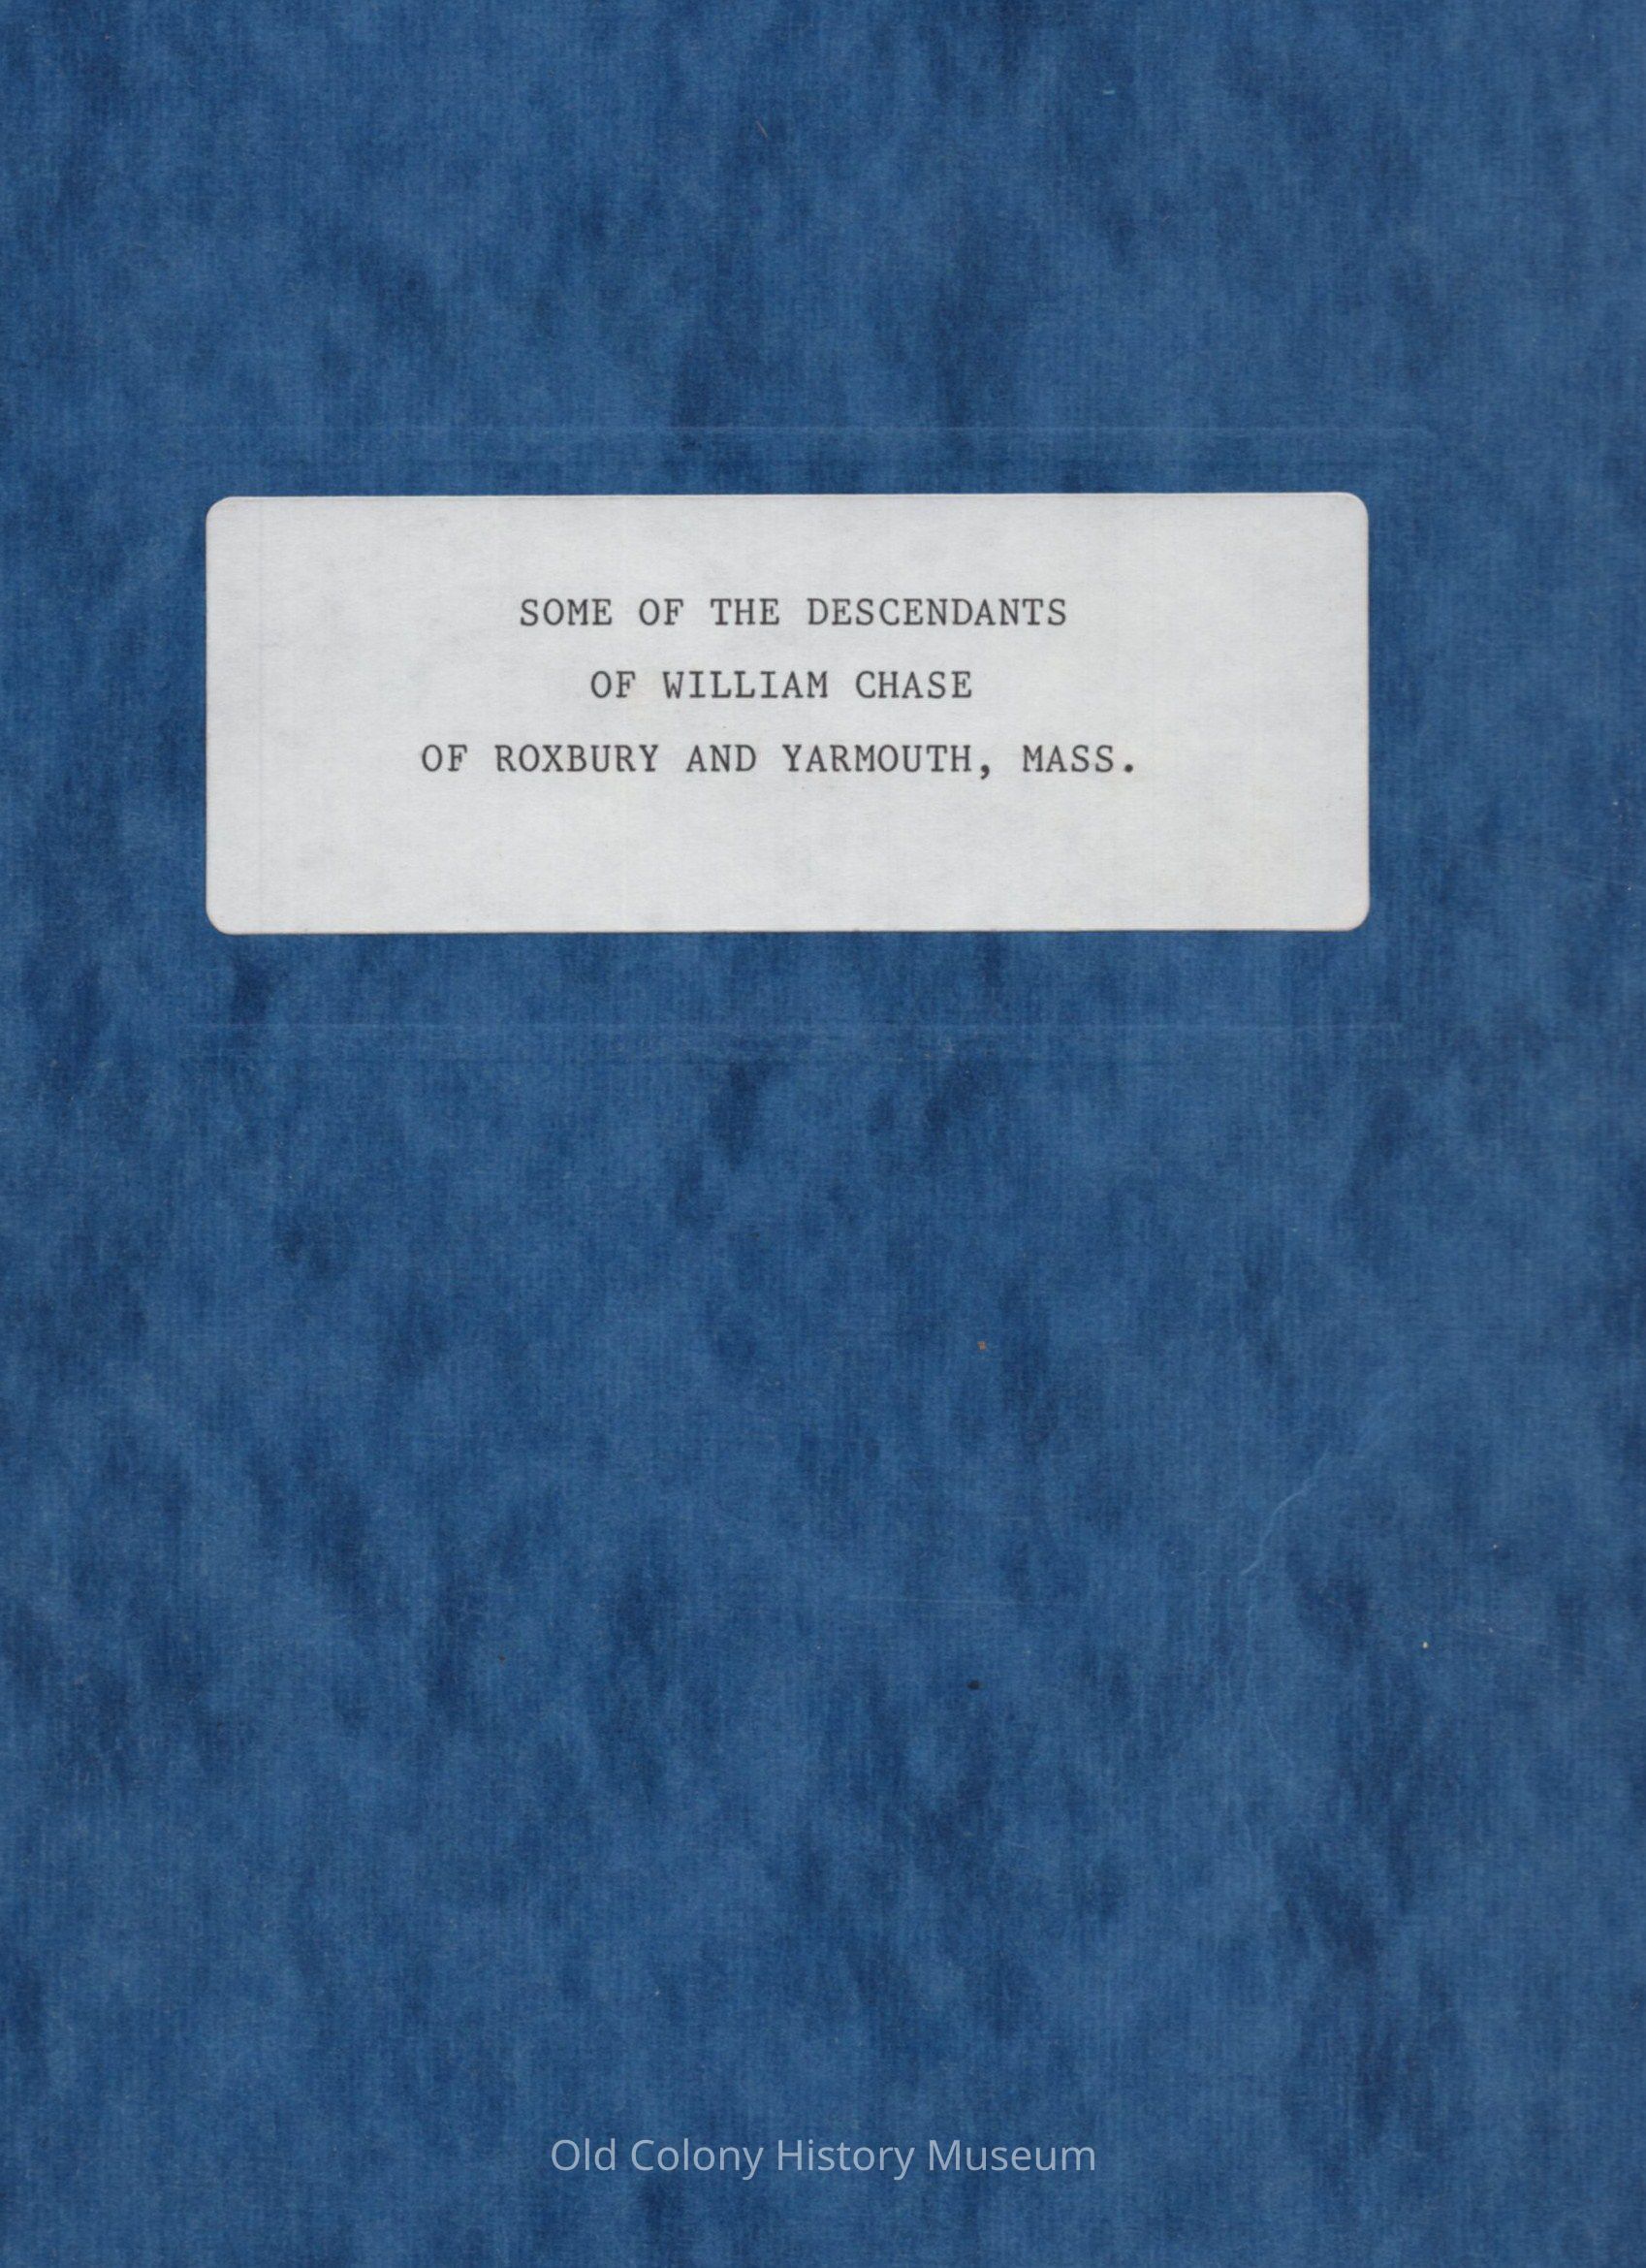 SOME OF THE DESCENDANTS
OF WILLIAM CHASE
OF ROXBURY AND YARMOUTH, MASS.
Old Colony History Museum